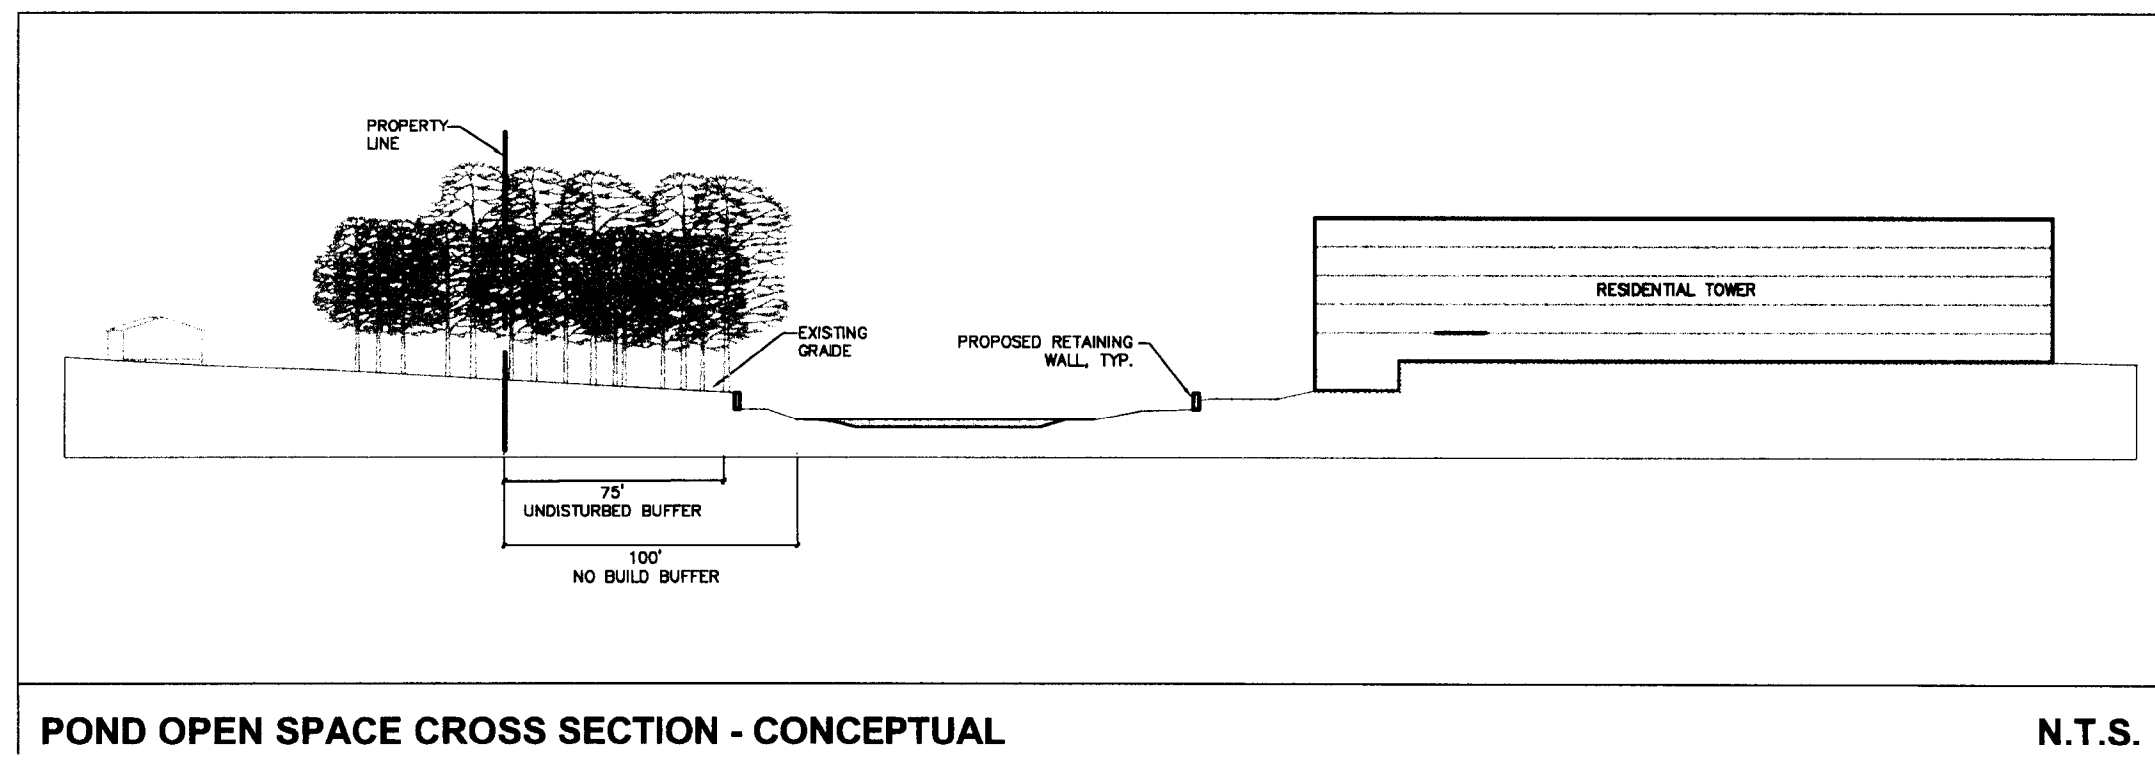 PROPERTY
LINE
EXISTING
GRAIDE
PROPOSED RETAINING
WALL, TYP.
RESIDENTIAL TOWER
75'
UNDISTURBED BUFFER
100'
NO BUILD BUFFER
POND OPEN SPACE CROSS SECTION - CONCEPTUAL
N.T.S.